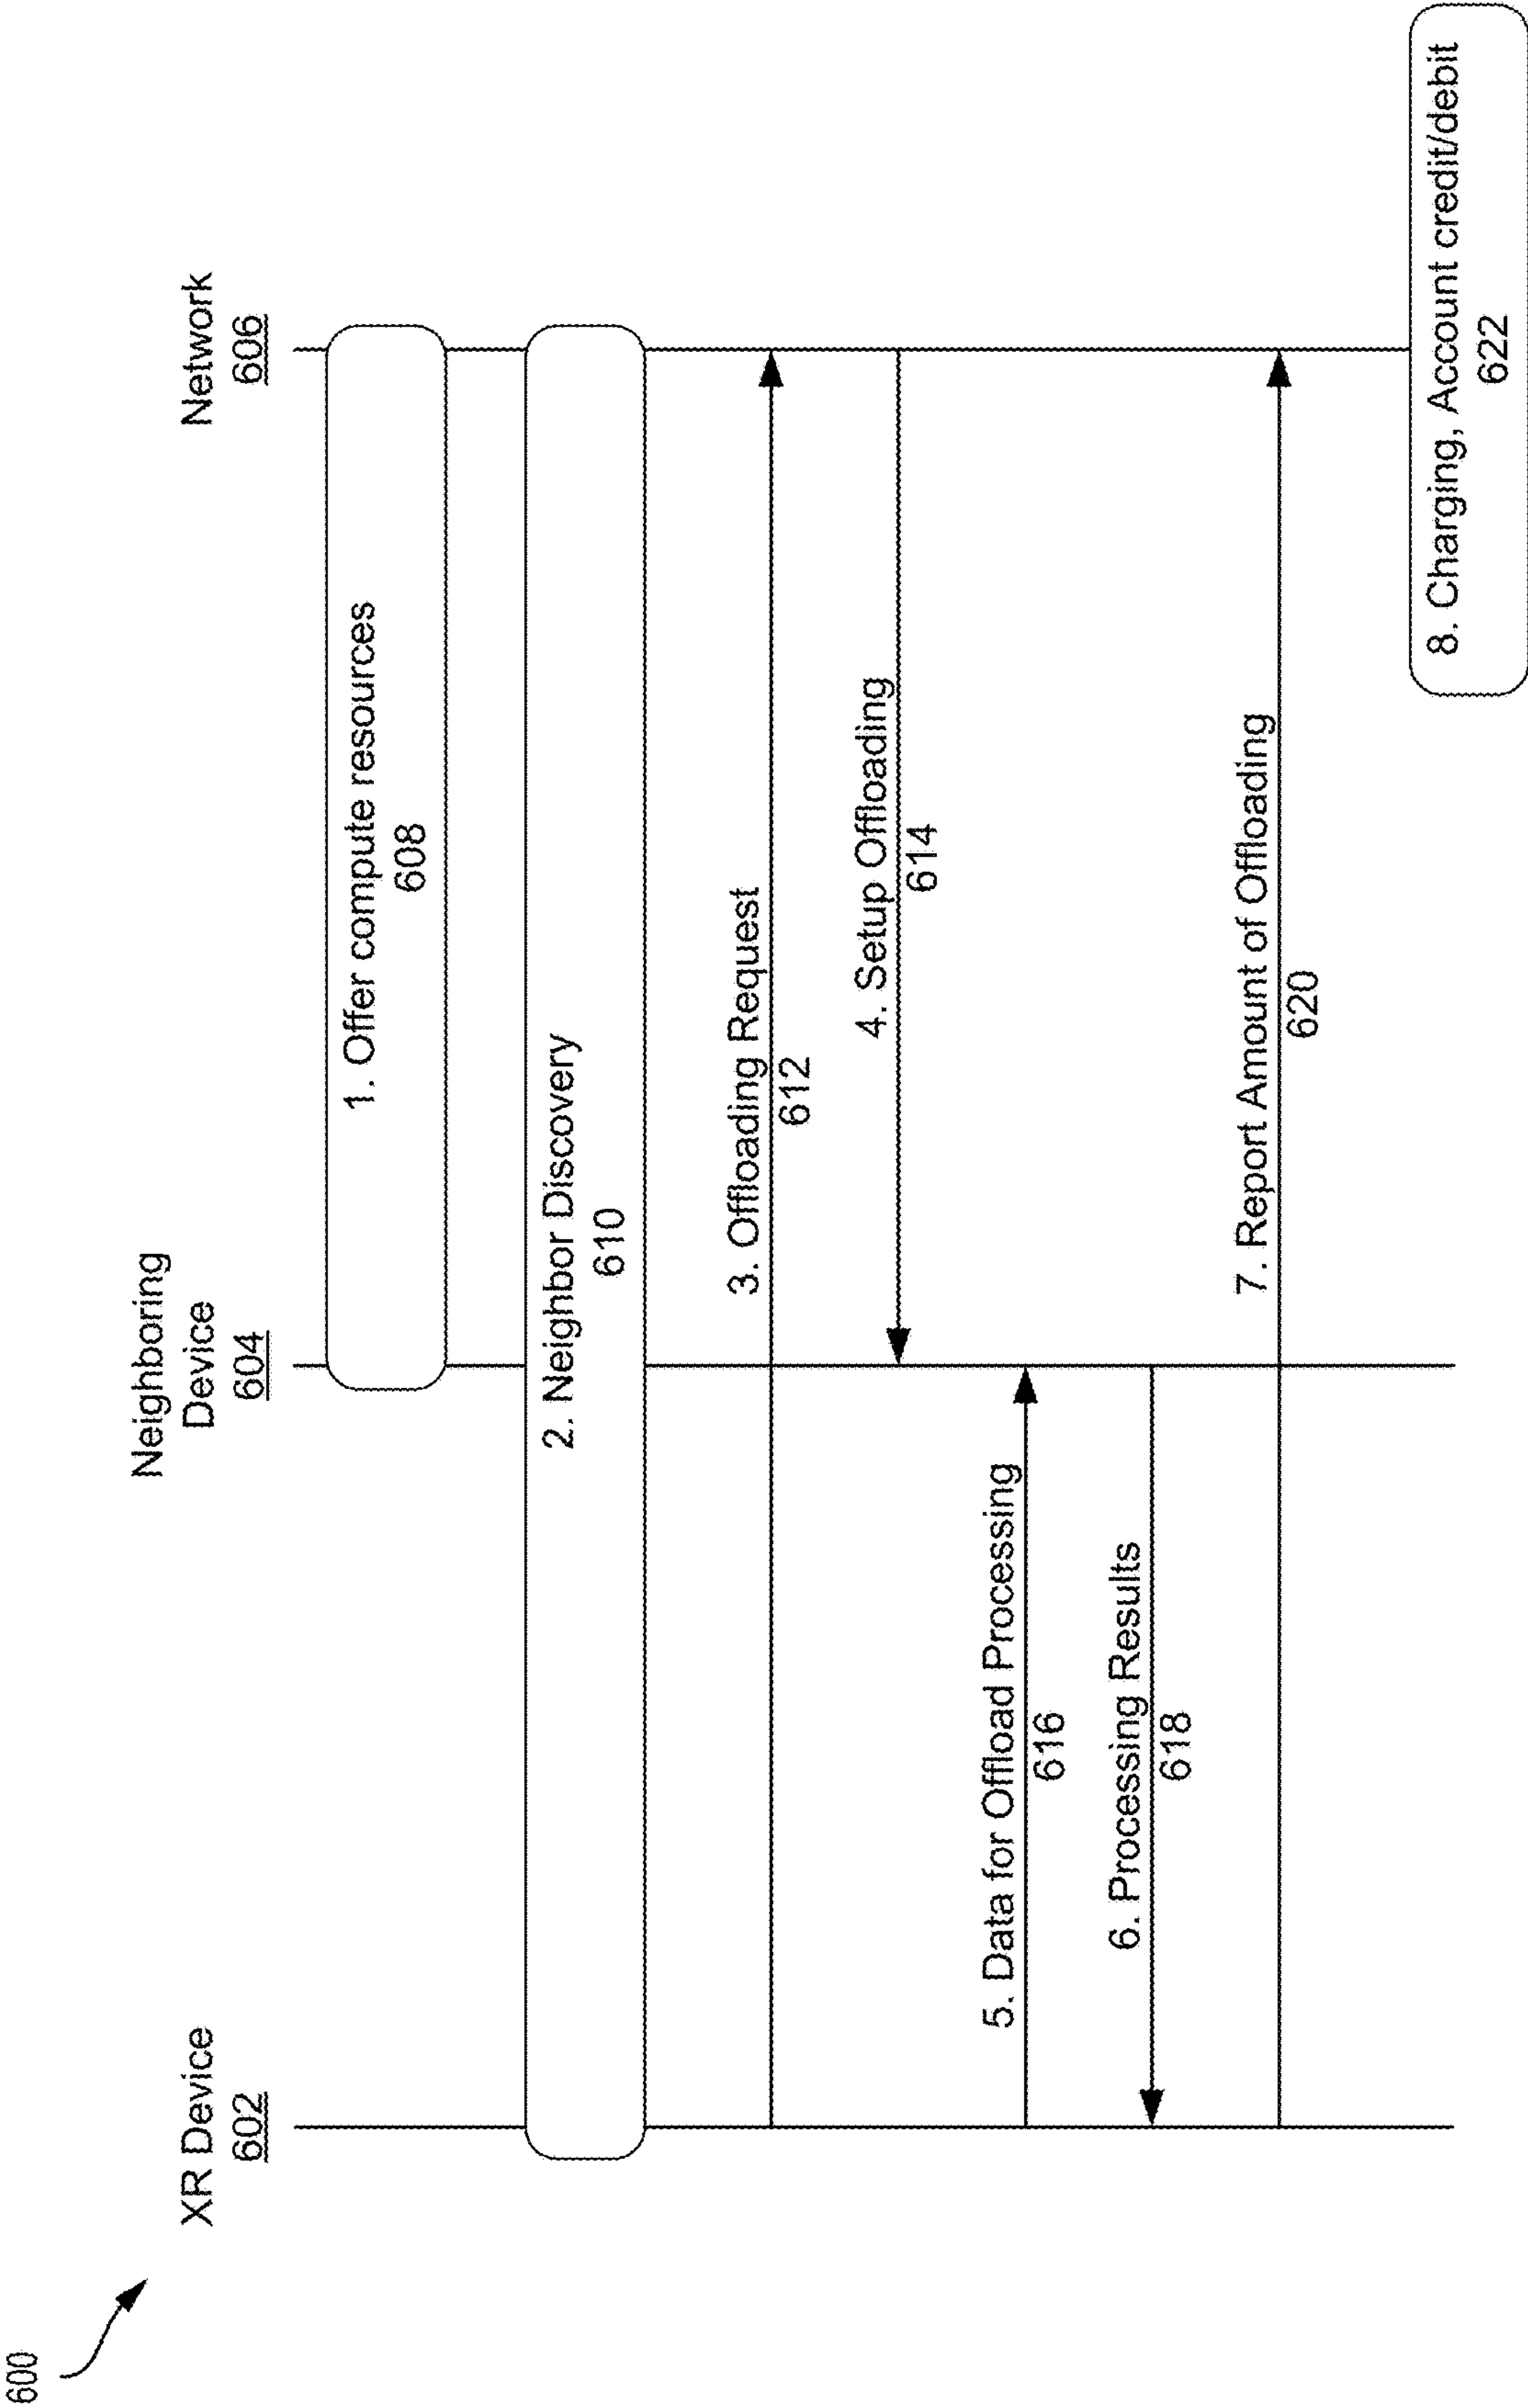 600
XR Device
602
Neighboring
Device
604
Network
606
1. Offer compute resources
608
2. Neighbor Discovery
610
3. Offloading Request
612
4. Setup Offloading
614
5. Data for Offload Processing
616
6. Processing Results
618
7. Report Amount of Offloading
620
8. Charging, Account credit/debit
622